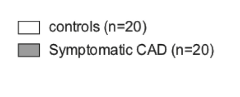 controls (n=20)
Symptomatic CAD (n=20)